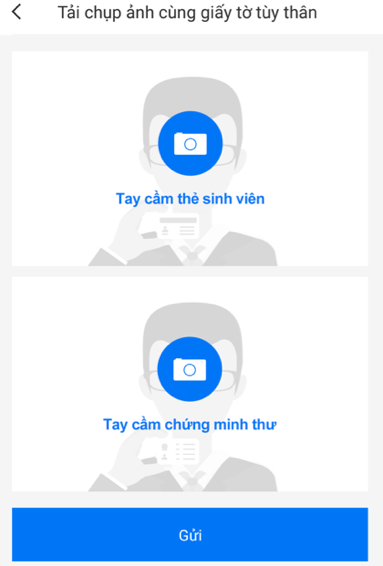 Tải chụp ảnh cùng giấy tờ tùy thân
Tay cầm thẻ sinh viên
Tay cầm chứng minh thư
Gửi